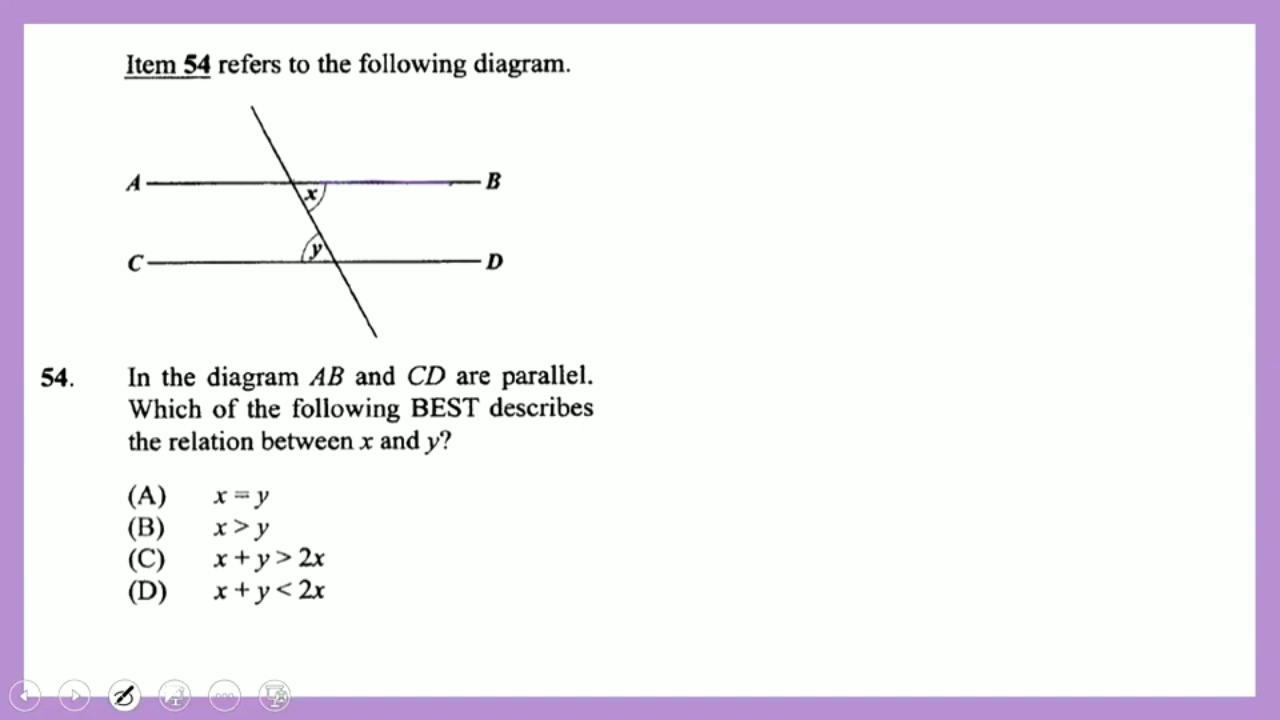 Item 54 refers to the following diagram.
A
B
x
y
C
D
54. In the diagram AB and CD are parallel.
Which of the following BEST describes
the relation between x and y?
(A) x = y
(B) x > y
(C) x + y > 2x
(D) x + y < 2x